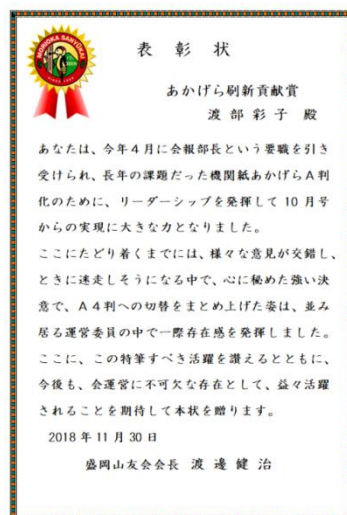 MORIOKA SANYUKAI
表彰状
あかげら刷新貢献賞
渡部彩子 殿
あなたは、今年4月に会報部長という要職を引き
受けられ、長年の課題だった機関紙あかげらA判
化のために、リーダーシップを発揮して10月号
からの実現に大きな力となりました。
ここにたどり着くまでには、様々な意見が交錯し、
ときに迷走しそうになる中で、心に秘めた強い決
意で、A4判への切替をまとめ上げた姿は、並み
居る運営委員の中で一際存在感を発揮しました。
ここに、この特筆すべき活躍を讃えるとともに、
今後も、会運営に不可欠な存在として、益々活躍
されることを期待して本状を贈ります。
2018年11月30日
盛岡山友会会長 渡邊健治